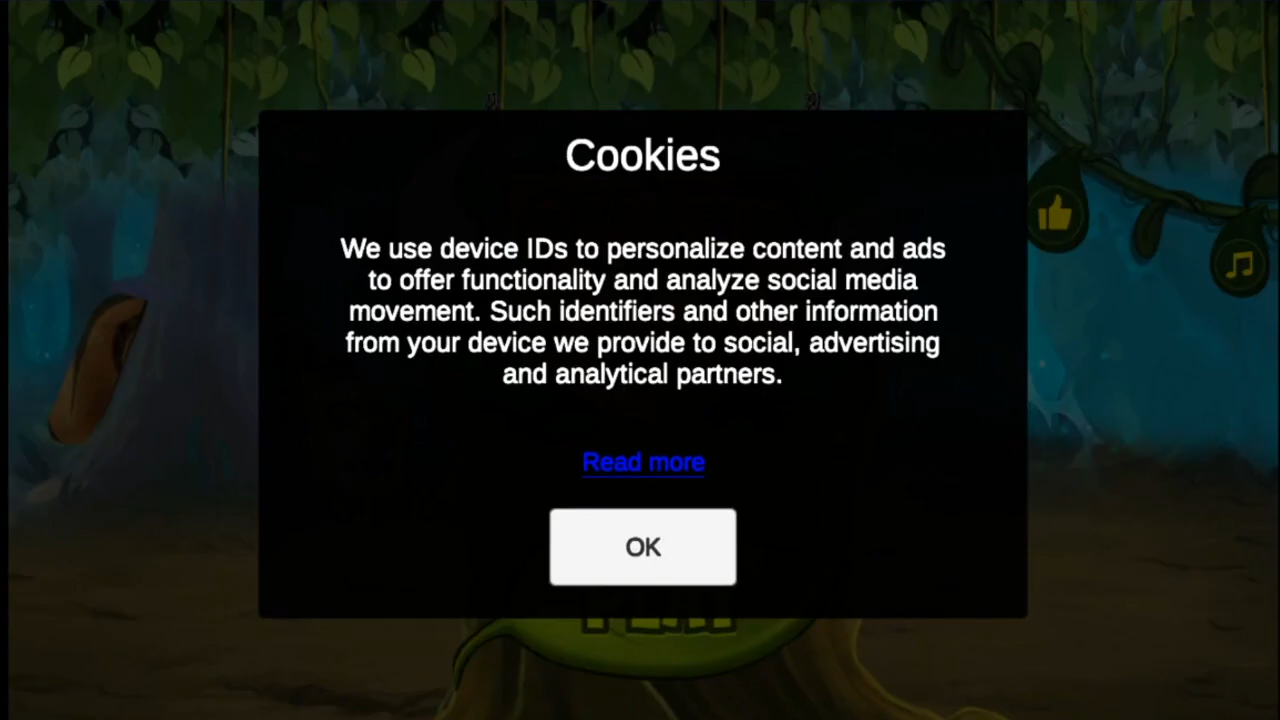 Cookies
We use device IDs to personalize content and ads
to offer functionality and analyze social media
movement. Such identifiers and other information
from your device we provide to social, advertising
and analytical partners.
Read more
OK